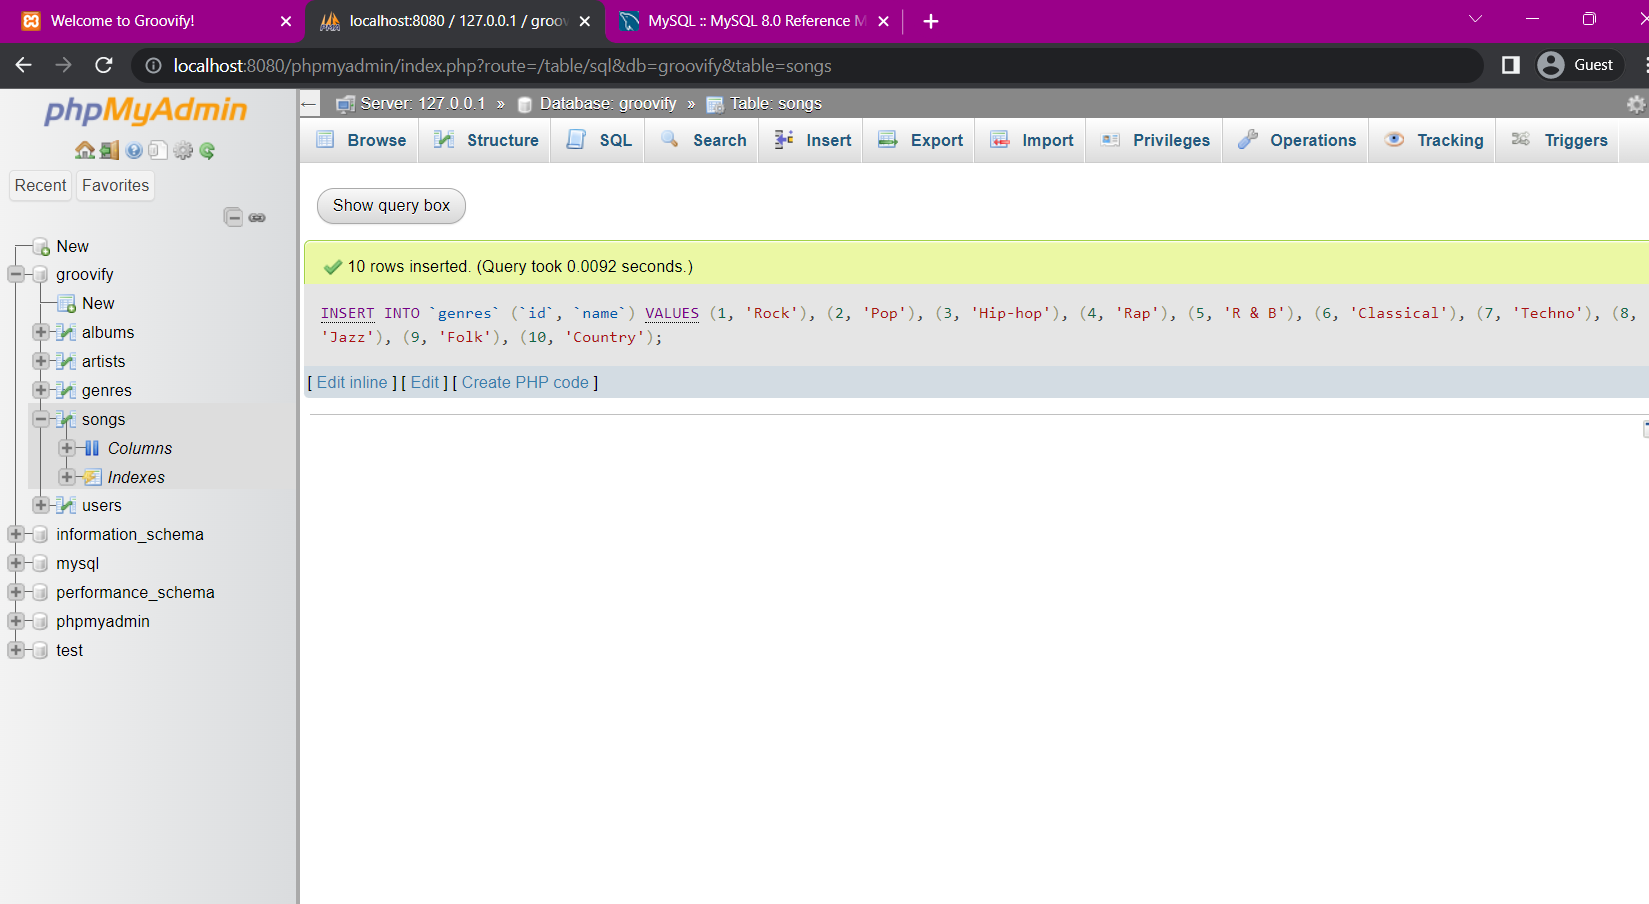 Welcome to Groovify!
localhost:8080 / 127.0.0.1 / groov
MySQL :: MySQL 8.0 Reference M
localhost:8080/phpmyadmin/index.php?route=/table/sql&db=groovify&table=songs
Guest
phpMyAdmin
Recent
Favorites
New
groovify
New
albums
artists
genres
songs
Columns
Indexes
users
information_schema
mysql
performance_schema
phpmyadmin
test
Server: 127.0.0.1 » Database: groovify » Table: songs
Browse Structure SQL Search Insert Export Import Privileges Operations Tracking Triggers
Show query box
10 rows inserted. (Query took 0.0092 seconds.)
INSERT INTO `genres` (`id`, `name`) VALUES (1, 'Rock'), (2, 'Pop'), (3, 'Hip-hop'), (4, 'Rap'), (5, 'R & B'), (6, 'Classical'), (7, 'Techno'), (8,
'Jazz'), (9, 'Folk'), (10, 'Country');
[ Edit inline ] [ Edit ] [ Create PHP code ]